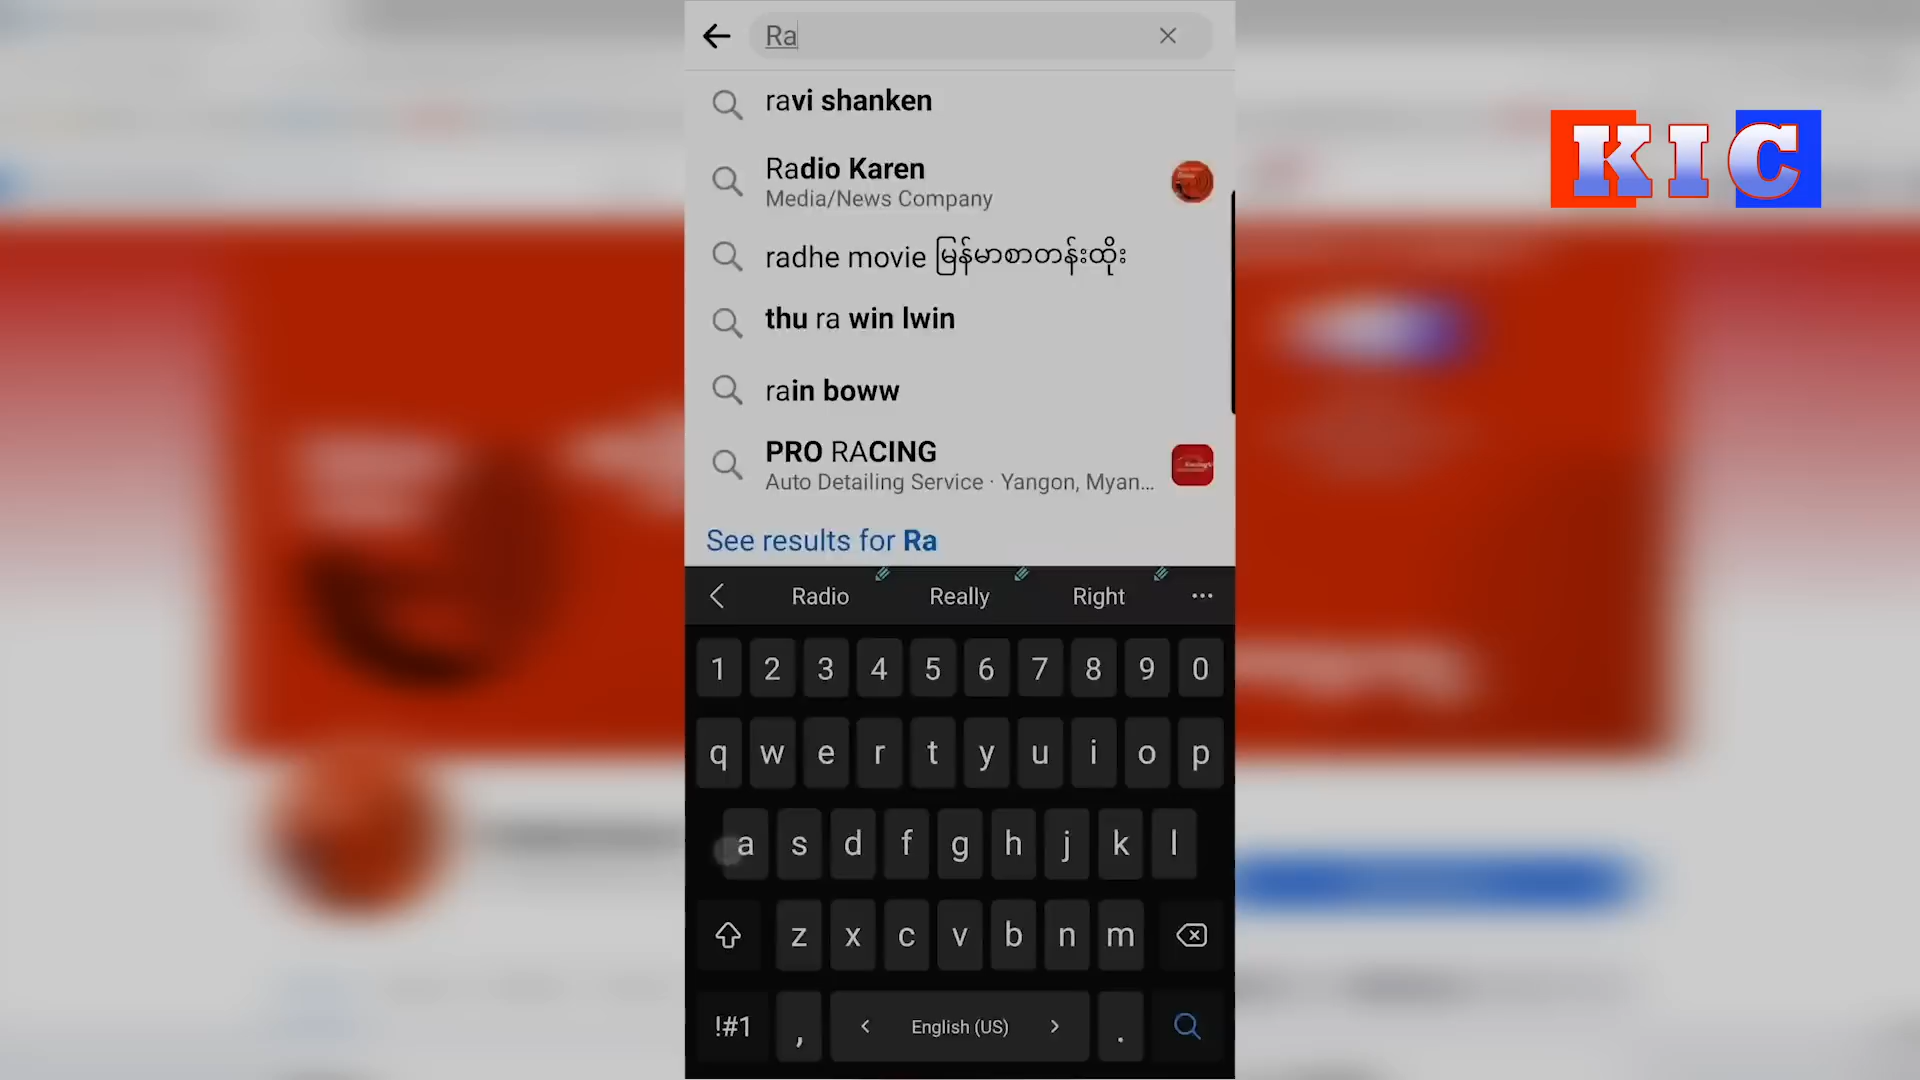 Ra
KIC
ravi shanken
Radio Karen
Media/News Company
radhe movie မြန်မာစာတန်းထိုး
thu ra win lwin
rain boww
PRO RACING
Auto Detailing Service · Yangon, Myan...
See results for Ra
Radio Really Right
1 2 3 4 5 6 7 8 9 0
q w e r t y u i o p
a s d f g h j k l
z x c v b n m
!#1 , English (US) .